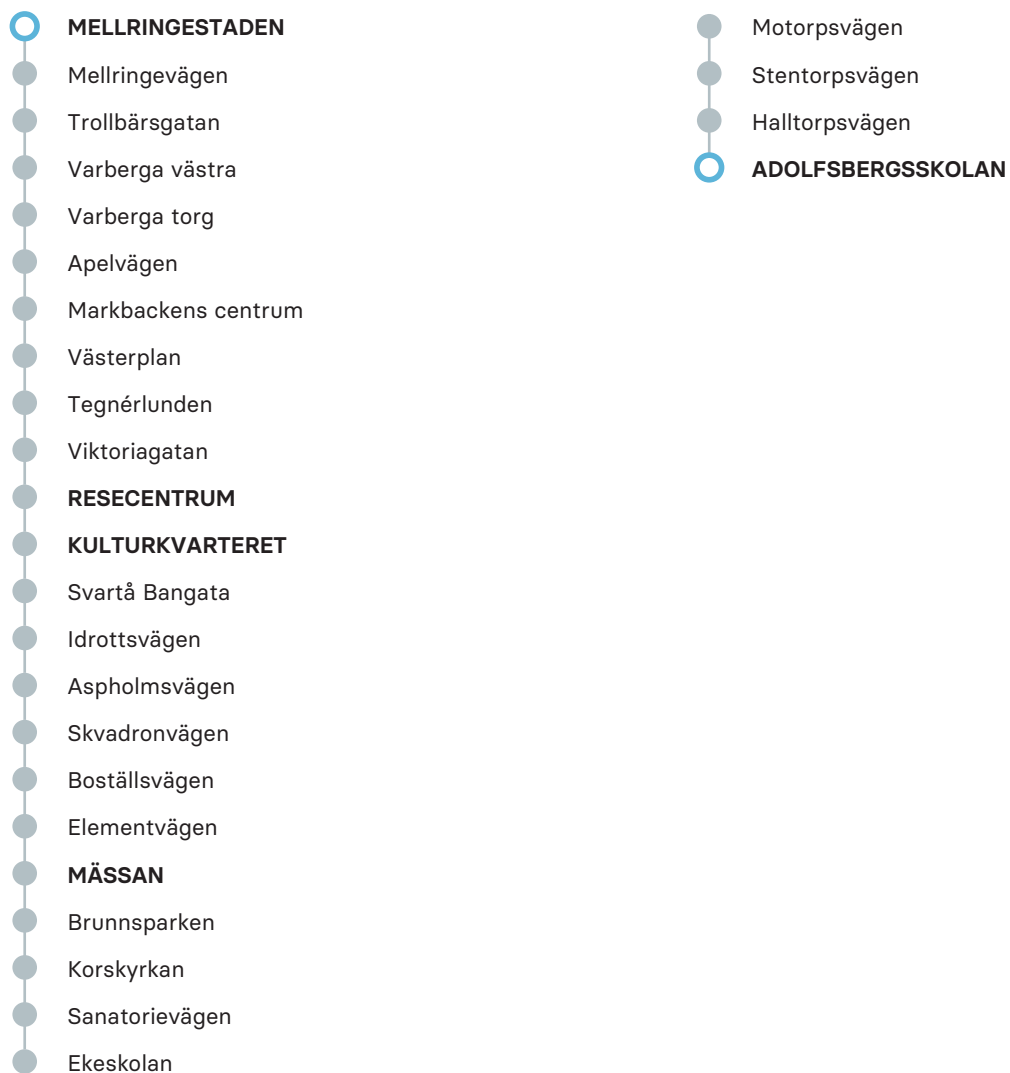 MELLRINGESTADEN
Mellringevägen
Trollbärsgatan
Varberga västra
Varberga torg
Apelvägen
Markbackens centrum
Västerplan
Tegnérlunden
Viktoriagatan
RESECENTRUM
KULTURKVARTERET
Svartå Bangata
Idrottsvägen
Aspholmsvägen
Skvadronvägen
Boställsvägen
Elementvägen
MÄSSAN
Brunnsparken
Korskyrkan
Sanatorievägen
Ekeskolan
Motorpsvägen
Stentorpsvägen
Halltorpsvägen
ADOLFSBERGSSKOLAN